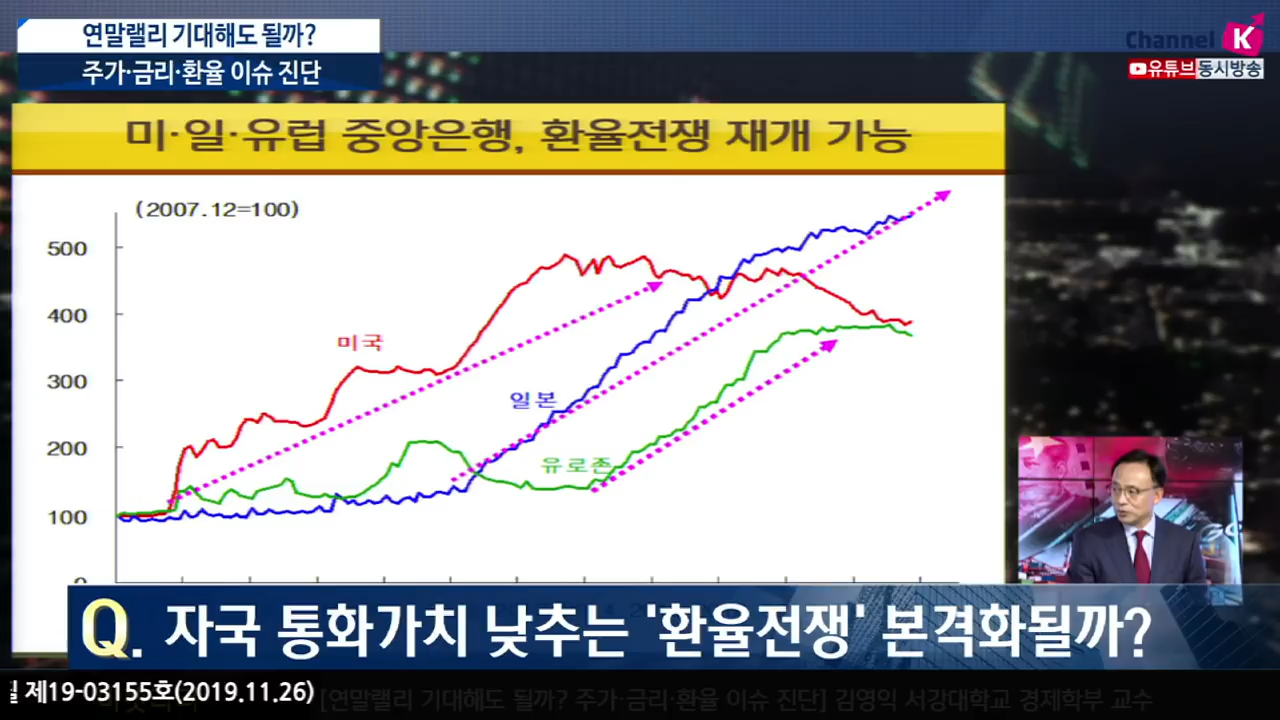 연말랠리 기대해도 될까?
주가·금리·환율 이슈 진단
Channel K
유튜브동시방송
미·일·유럽 중앙은행, 환율전쟁 재개 가능
(2007.12=100)
500
400
300
200
100
0
미국
일본
유로존
Q. 자국 통화가치 낮추는 '환율전쟁' 본격화될까?
제19-03155호(2019.11.26)
[연말랠리 기대해도 될까? 주가·금리·환율 이슈 진단] 김영익 서강대학교 경제학부 교수